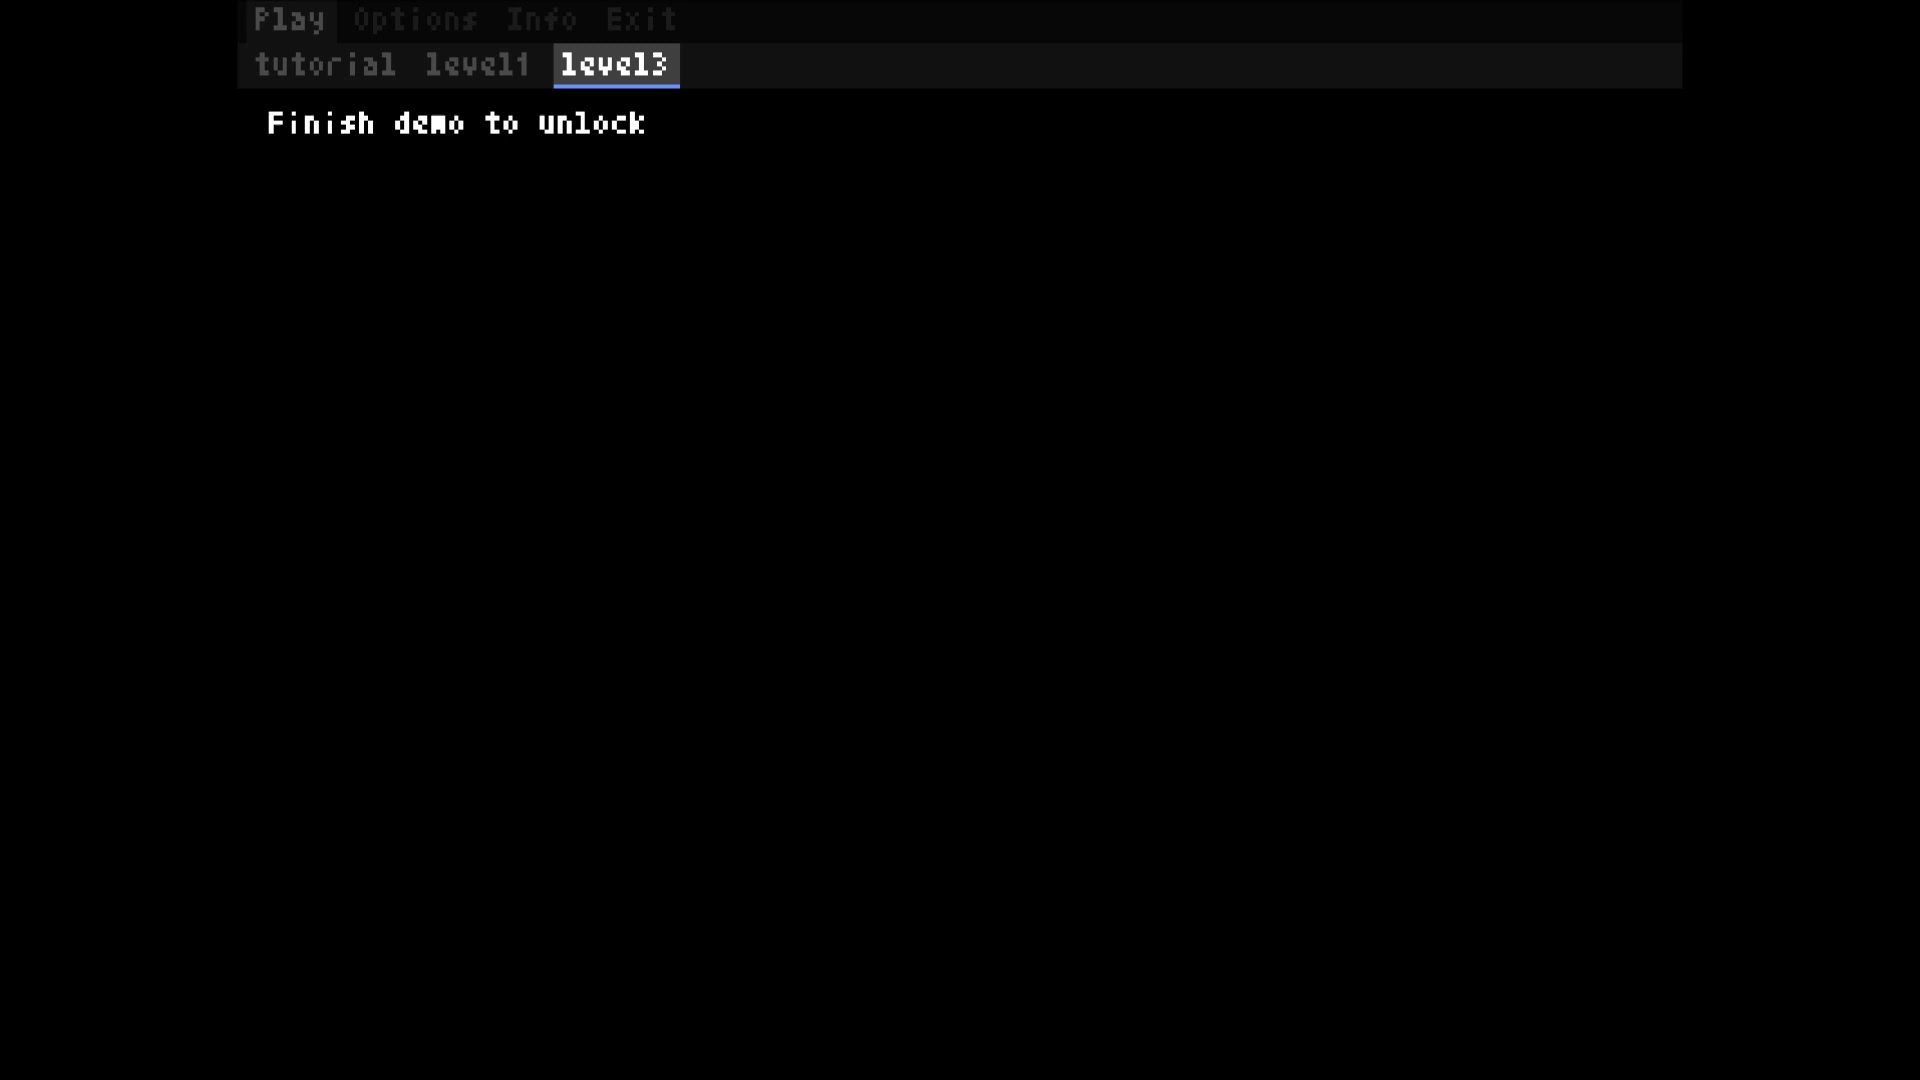 Play Options Info Exit
tutorial level1 level3
Finish demo to unlock